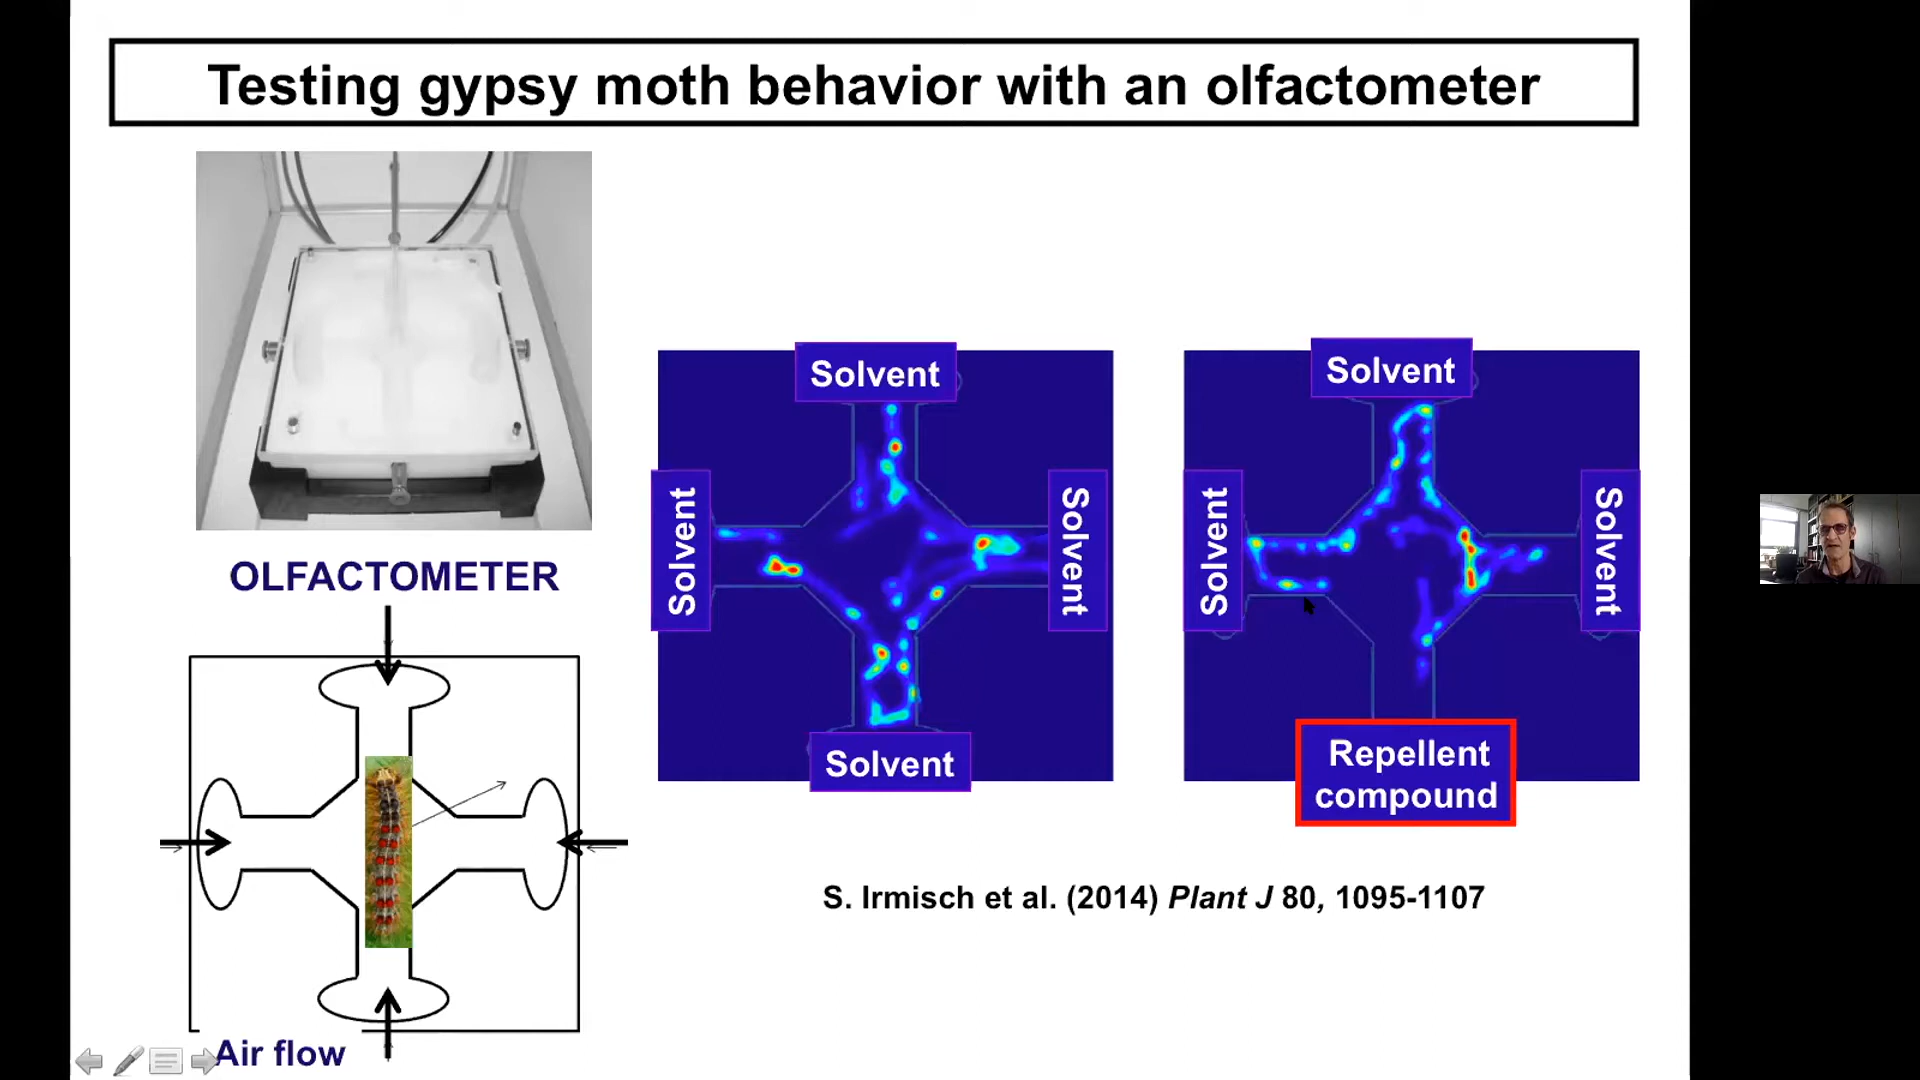 Testing gypsy moth behavior with an olfactometer
OLFACTOMETER
Air flow
Solvent
Solvent
Solvent
Solvent
Solvent
Solvent
Solvent
Repellent
compound
S. Irmisch et al. (2014) Plant J 80, 1095-1107